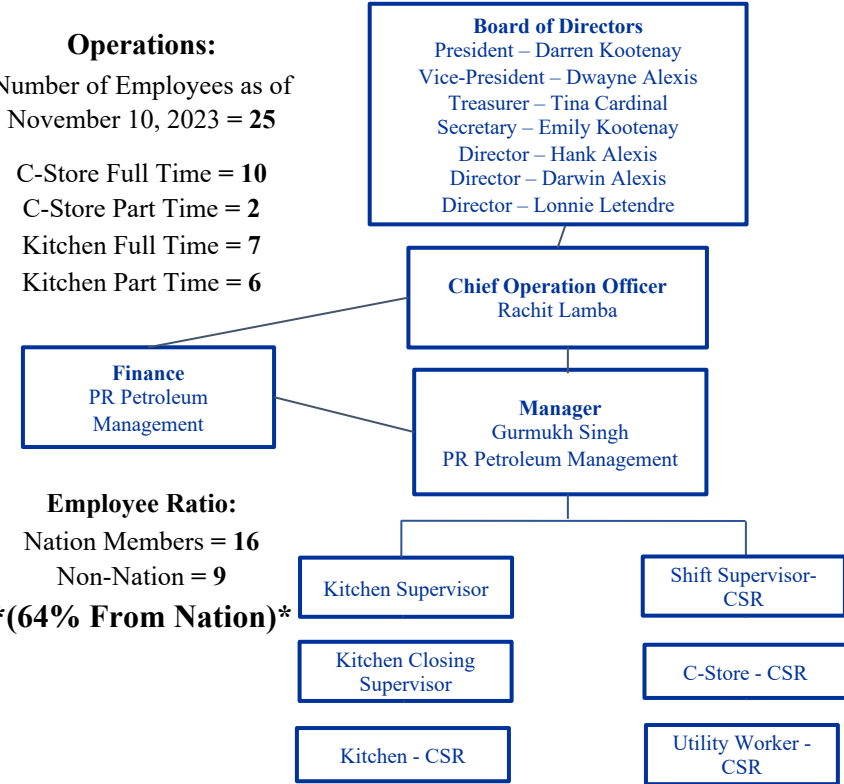 Operations:
Number of Employees as of
November 10, 2023 = 25
C-Store Full Time = 10
C-Store Part Time = 2
Kitchen Full Time = 7
Kitchen Part Time = 6
Board of Directors
President – Darren Kootenay
Vice-President – Dwayne Alexis
Treasurer – Tina Cardinal
Secretary – Emily Kootenay
Director – Hank Alexis
Director – Darwin Alexis
Director – Lonnie Letendre
Chief Operation Officer
Rachit Lamba
Finance
PR Petroleum
Management
Manager
Gurmukh Singh
PR Petroleum Management
Employee Ratio:
Nation Members = 16
Non-Nation = 9
*(64% From Nation)*
Kitchen Supervisor
Kitchen Closing
Supervisor
Kitchen - CSR
Shift Supervisor-
CSR
C-Store - CSR
Utility Worker -
CSR